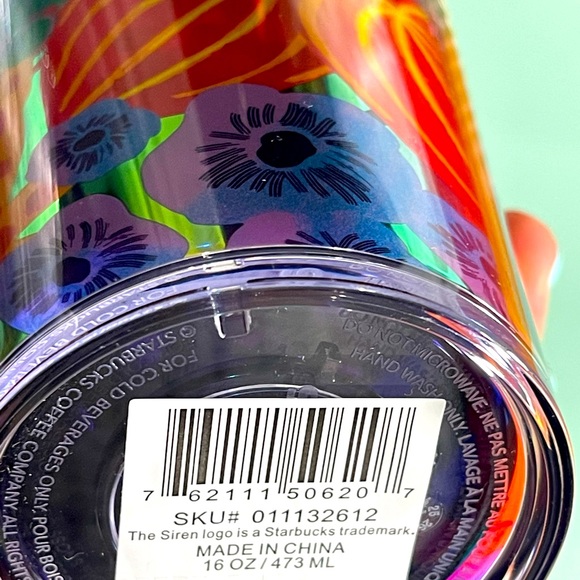 © STARBUCKS COFFEE COMPANY. ALL RIGHTS
FOR COLD BEVERAGES ONLY POUR
DO NOT MICROWAVE. NE PAS METTRE AU
HAND WASH ONLY. LAVAGE À LA MAIN
7 62111 50620 7
SKU# 011132612
The Siren logo is a Starbucks trademark.
MADE IN CHINA
16 OZ / 473 ML